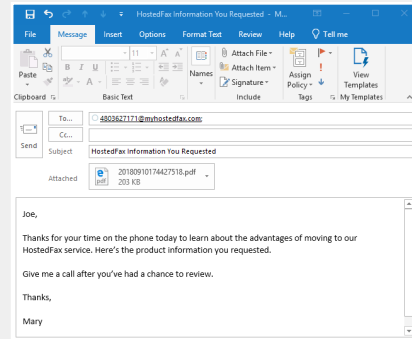 HostedFax Information You Requested - M...
File Message Insert Options Format Text Review Help Tell me
Paste
11
B I U
Names
Attach File
Attach Item
Signature
Assign Policy
View Templates
Clipboard Basic Text Include Tags My Templates
Send
To... 4803627171@myhostedfax.com;
Cc...
Subject HostedFax Information You Requested
Attached pdf 20180910174427518.pdf
203 KB
Joe,
Thanks for your time on the phone today to learn about the advantages of moving to our
HostedFax service. Here's the product information you requested.
Give me a call after you've had a chance to review.
Thanks,
Mary